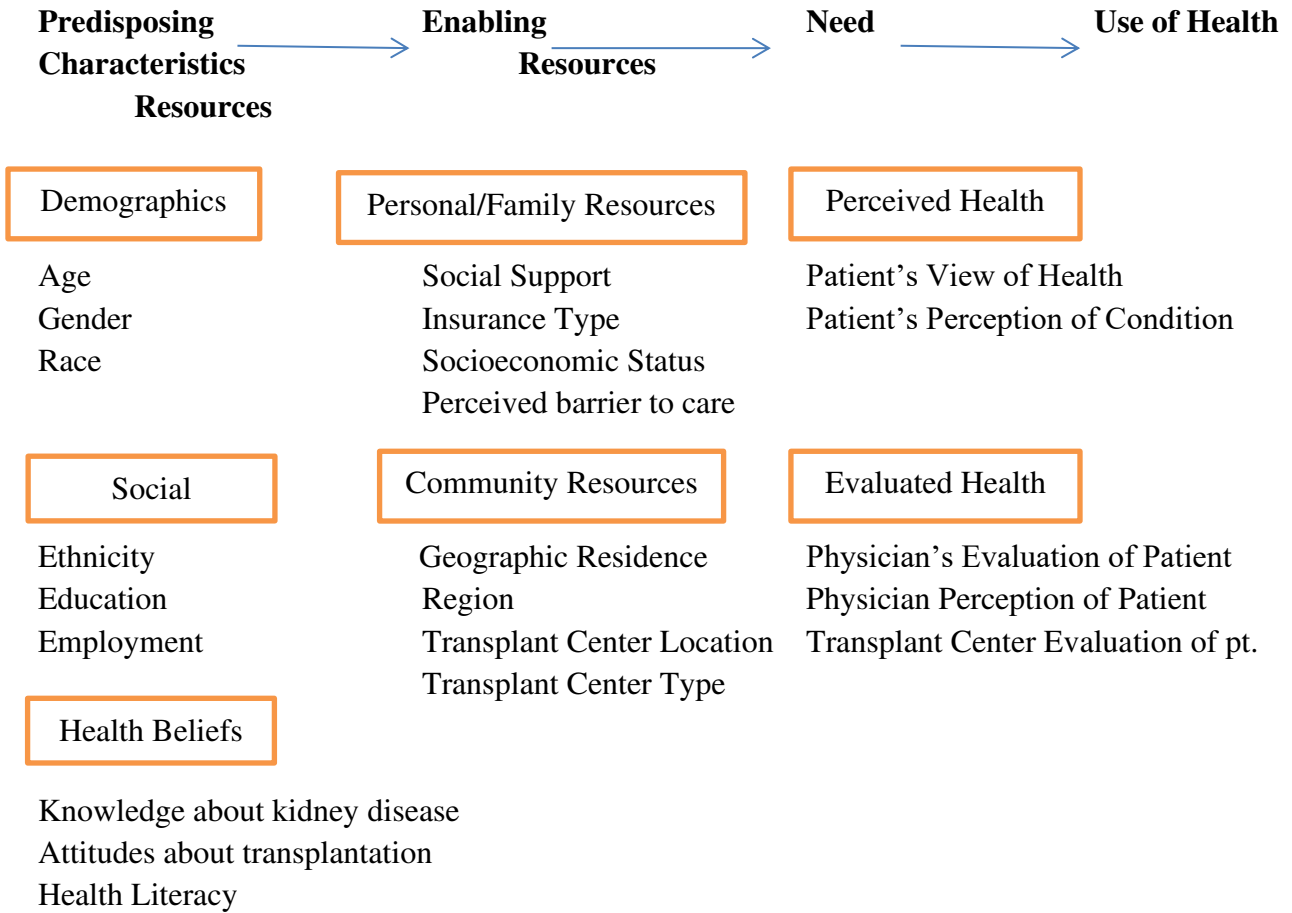 Predisposing Enabling Need Use of Health
Characteristics Resources
Resources
Demographics Personal/Family Resources Perceived Health
Age Social Support Patient’s View of Health
Gender Insurance Type Patient’s Perception of Condition
Race Socioeconomic Status
Perceived barrier to care
Social Community Resources Evaluated Health
Ethnicity Geographic Residence Physician’s Evaluation of Patient
Education Region Physician Perception of Patient
Employment Transplant Center Location Transplant Center Evaluation of pt.
Transplant Center Type
Health Beliefs
Knowledge about kidney disease
Attitudes about transplantation
Health Literacy